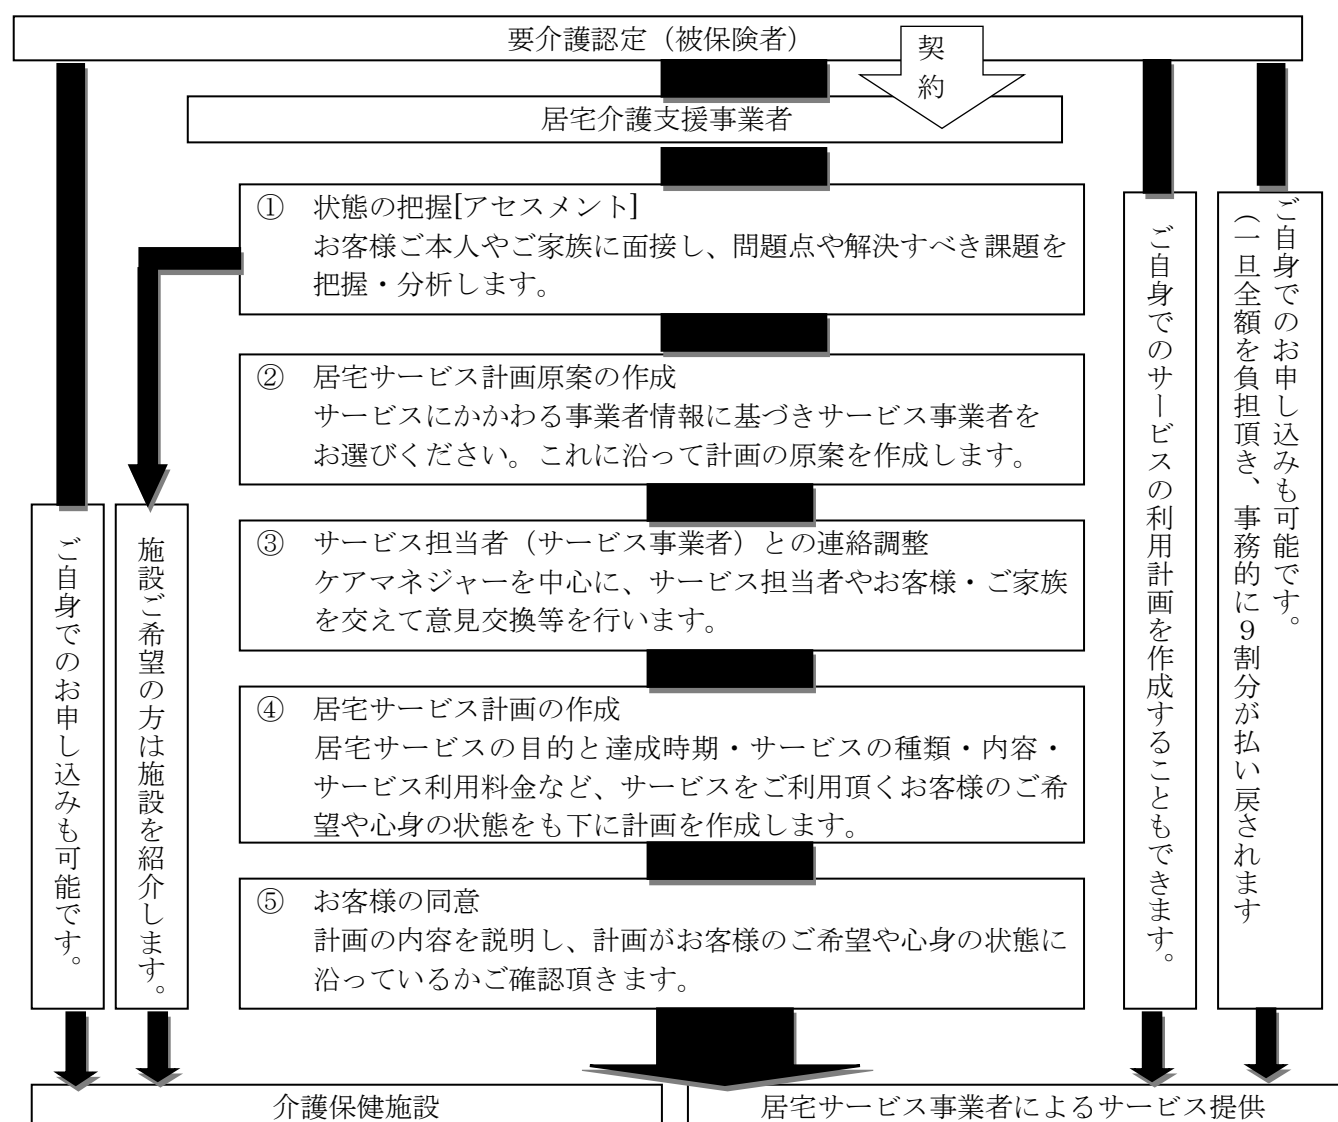 要介護認定（被保険者）
契
約
居宅介護支援事業者
①　状態の把握[アセスメント]
お客様ご本人やご家族に面接し、問題点や解決すべき課題を
把握・分析します。
②　居宅サービス計画原案の作成
サービスにかかわる事業者情報に基づきサービス事業者を
お選びください。これに沿って計画の原案を作成します。
③　サービス担当者（サービス事業者）との連絡調整
ケアマネジャーを中心に、サービス担当者やお客様・ご家族
を交えて意見交換等を行います。
④　居宅サービス計画の作成
居宅サービスの目的と達成時期・サービスの種類・内容・
サービス利用料金など、サービスをご利用頂くお客様のご希
望や心身の状態をも下に計画を作成します。
⑤　お客様の同意
計画の内容を説明し、計画がお客様のご希望や心身の状態に
沿っているかご確認頂きます。
ご自身でのお申し込みも可能です。
施設ご希望の方は施設を紹介します。
ご自身でのサービスの利用計画を作成することもできます。
ご自身でのお申し込みも可能です。
（一旦全額を負担頂き、事務的に９割分が払い戻されます
介護保健施設
居宅サービス事業者によるサービス提供